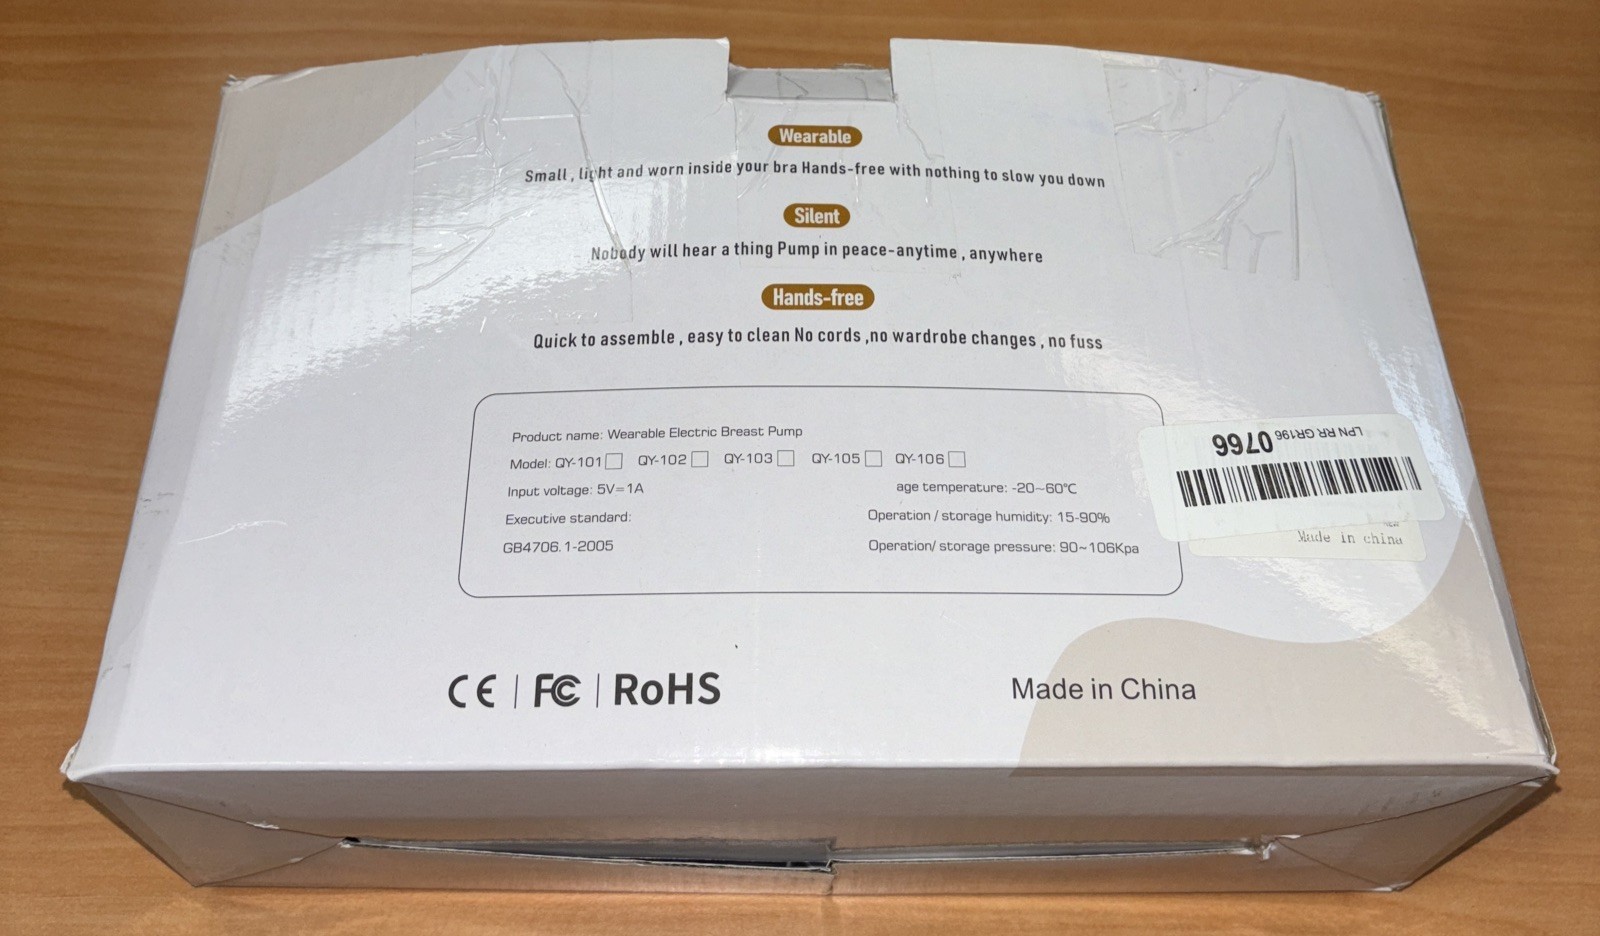 Wearable
Small, light and worn inside your bra Hands-free with nothing to slow you down
Silent
Nobody will hear a thing Pump in peace-anytime, anywhere
Hands-free
Quick to assemble, easy to clean No cords ,no wardrobe changes, no fuss
Product name: Wearable Electric Breast Pump
Model: QY-101 QY-102 QY-103 QY-105 QY-106
Input voltage: 5V=1A
age temperature: -20~60℃
Executive standard:
Operation / storage humidity: 15-90%
GB4706.1-2005
Operation/ storage pressure: 90~106Kpa
LPN RR GR196 0766
Made in china
CE | FC | RoHS
Made in China